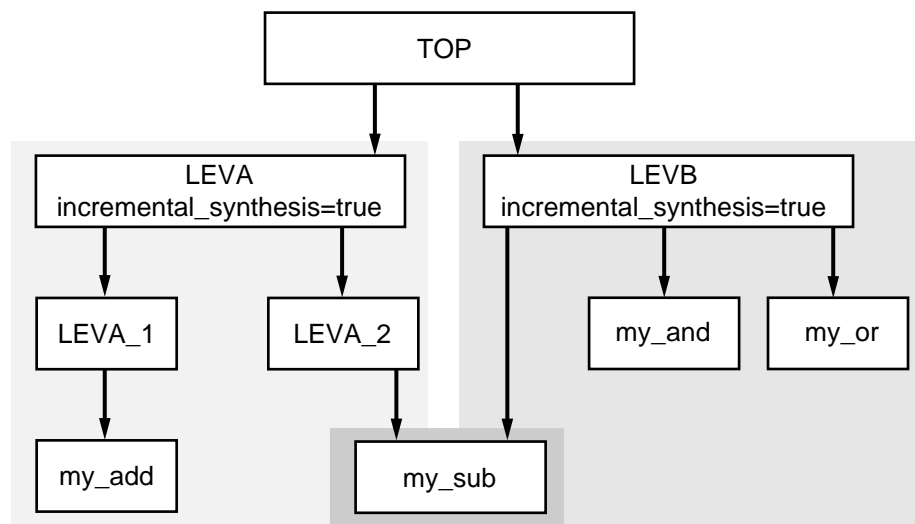 TOP
LEVA
incremental_synthesis=true
LEVB
incremental_synthesis=true
LEVA_1
LEVA_2
my_and
my_or
my_add
my_sub